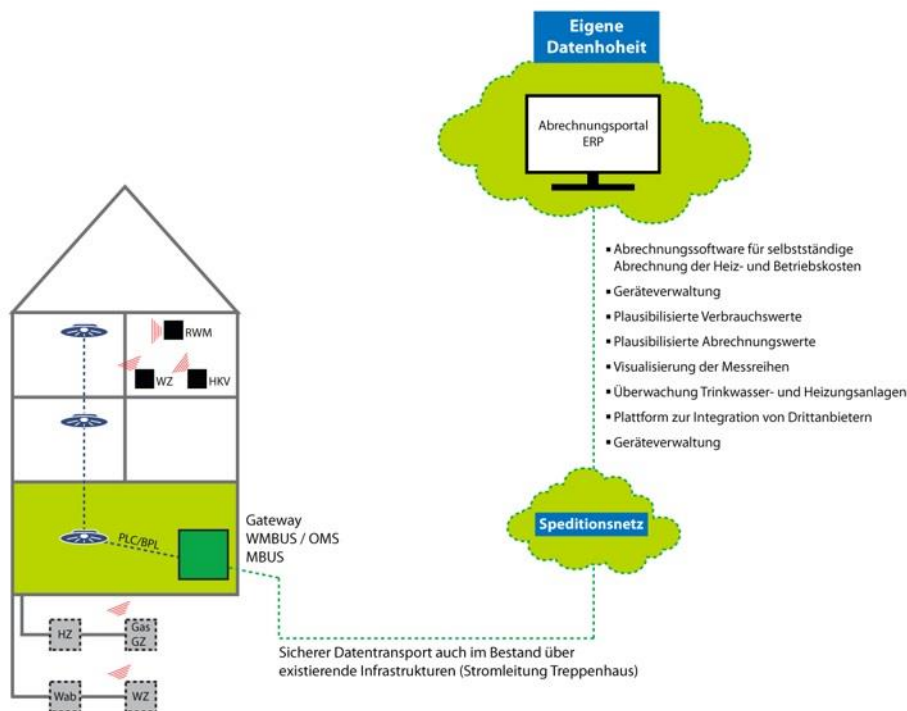 Eigene
Datenhoheit
Abrechnungsportal
ERP
▪ Abrechnungssoftware für selbstständige
Abrechnung der Heiz- und Betriebskosten
▪ Geräteverwaltung
▪ Plausibilisierte Verbrauchswerte
▪ Plausibilisierte Abrechnungswerte
▪ Visualisierung der Messreihen
▪ Überwachung Trinkwasser- und Heizungsanlagen
▪ Plattform zur Integration von Drittanbietern
▪ Geräteverwaltung
Speditionsnetz
RWM
WZ
HKV
PLC/BPL
Gateway
WMBUS / OMS
MBUS
HZ
Gas
GZ
Wab
WZ
Sicherer Datentransport auch im Bestand über
existierende Infrastrukturen (Stromleitung Treppenhaus)